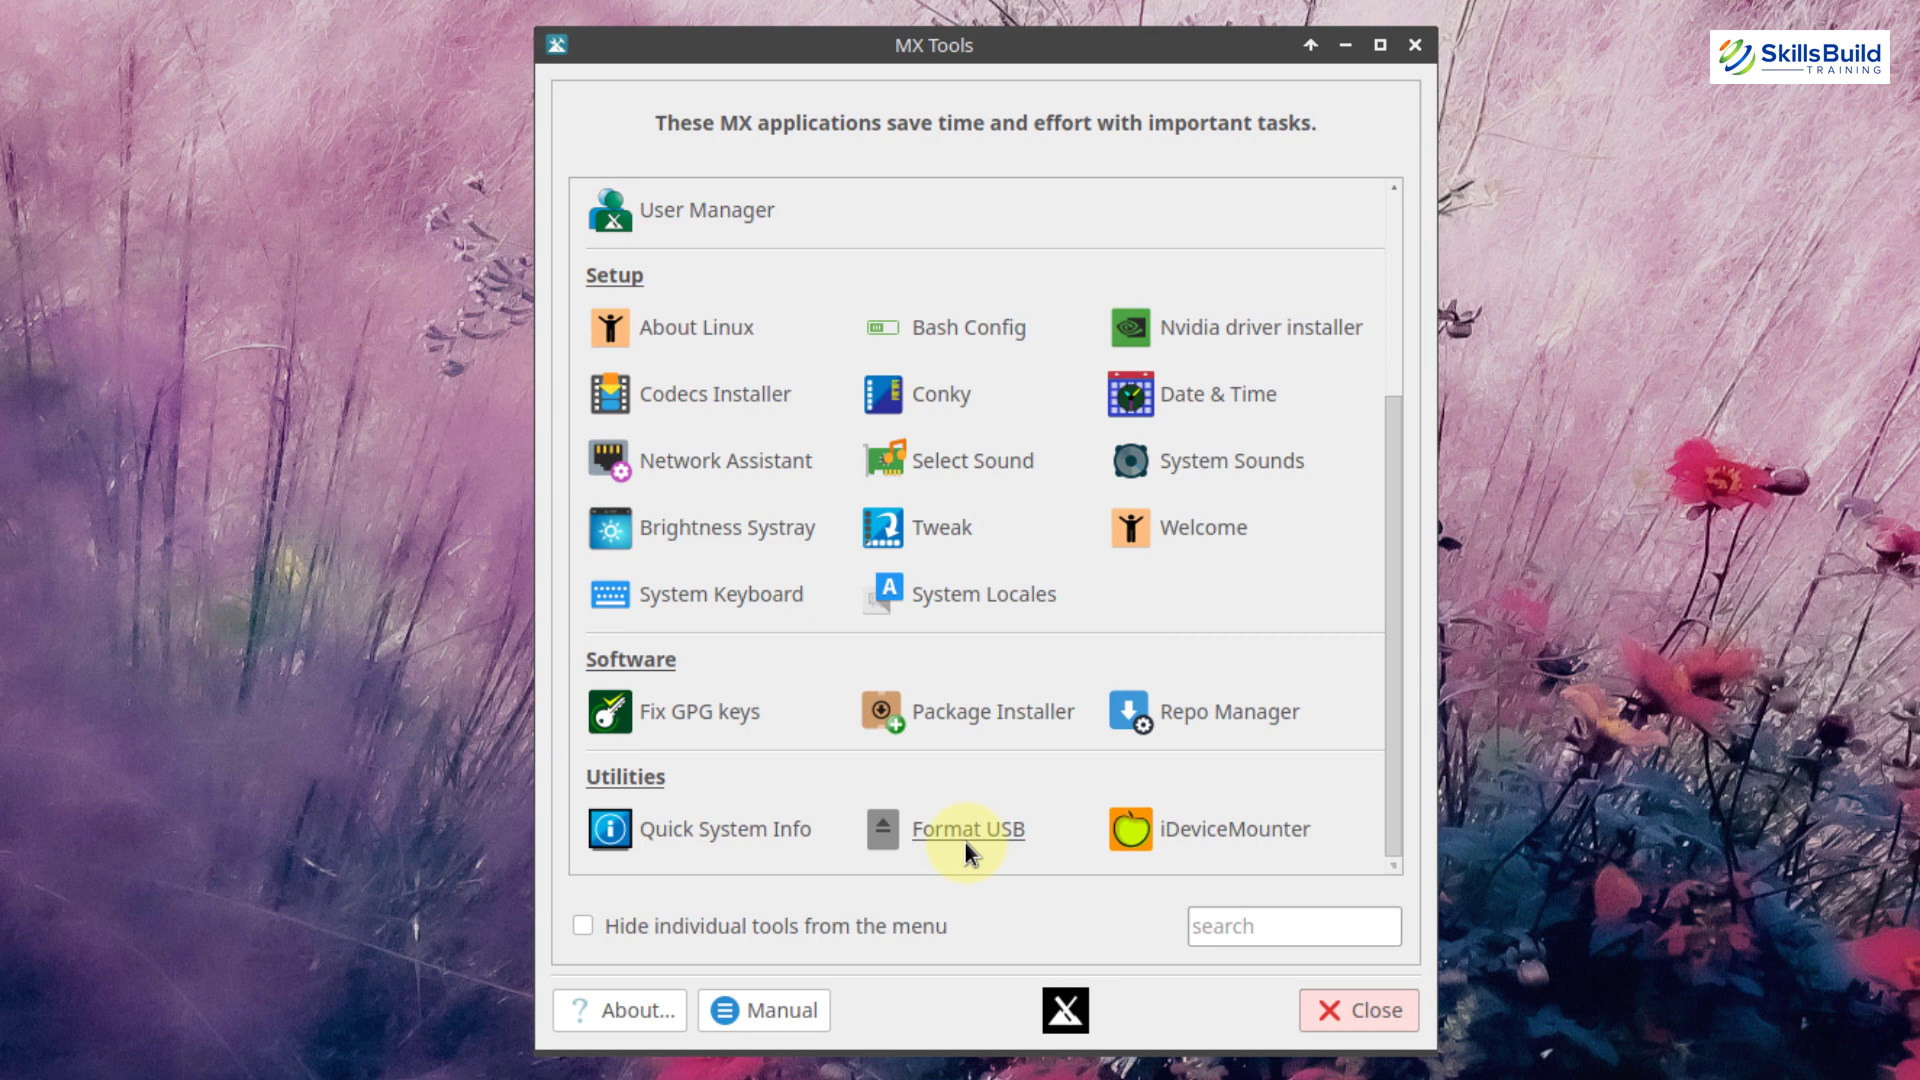 MX Tools
SkillsBuild
TRAINING
These MX applications save time and effort with important tasks.
User Manager
Setup
About Linux
Bash Config
Nvidia driver installer
Codecs Installer
Conky
Date & Time
Network Assistant
Select Sound
System Sounds
Brightness Systray
Tweak
Welcome
System Keyboard
System Locales
Software
Fix GPG keys
Package Installer
Repo Manager
Utilities
Quick System Info
Format USB
iDeviceMounter
Hide individual tools from the menu
search
About...
Manual
Close